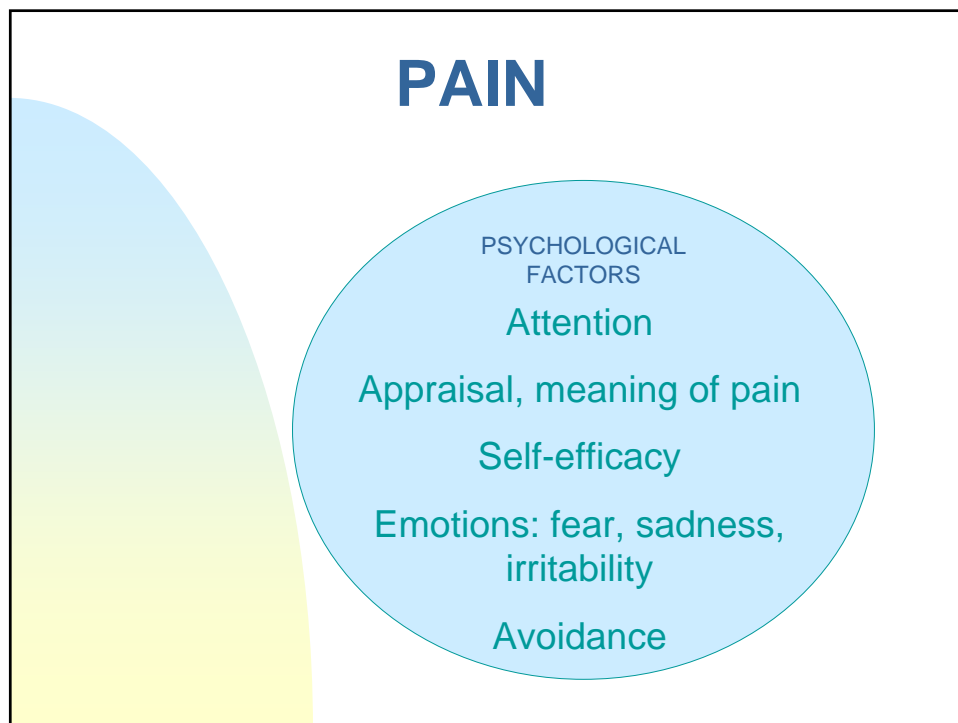 PAIN
PSYCHOLOGICAL
FACTORS
Attention
Appraisal, meaning of pain
Self-efficacy
Emotions: fear, sadness,
irritability
Avoidance